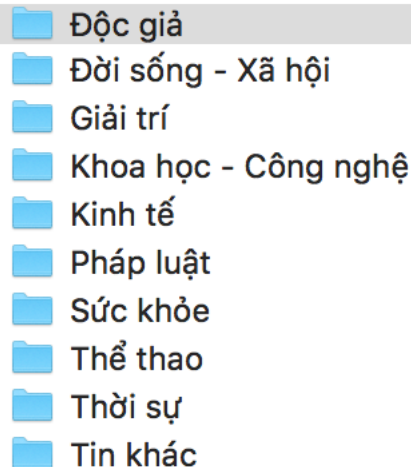 Độc giả
Đời sống - Xã hội
Giải trí
Khoa học - Công nghệ
Kinh tế
Pháp luật
Sức khỏe
Thể thao
Thời sự
Tin khác